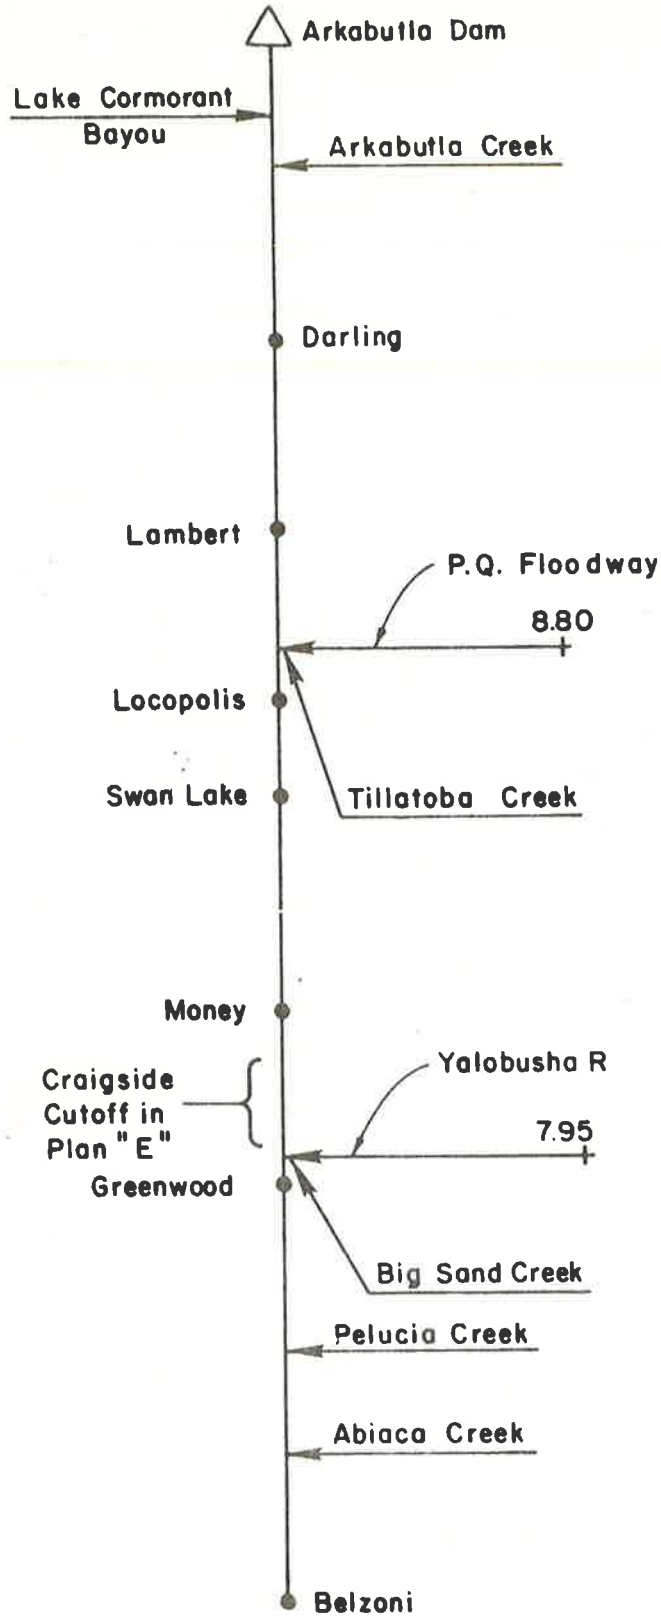 Arkabutla Dam
Lake Cormorant
Bayou
Arkabutla Creek
Darling
Lambert
P.Q. Floodway
8.80
Locopolis
Swan Lake
Tillatoba Creek
Money
Craigside
Cutoff in
Plan "E"
Yalobusha R
7.95
Greenwood
Big Sand Creek
Pelucia Creek
Abiaca Creek
Belzoni